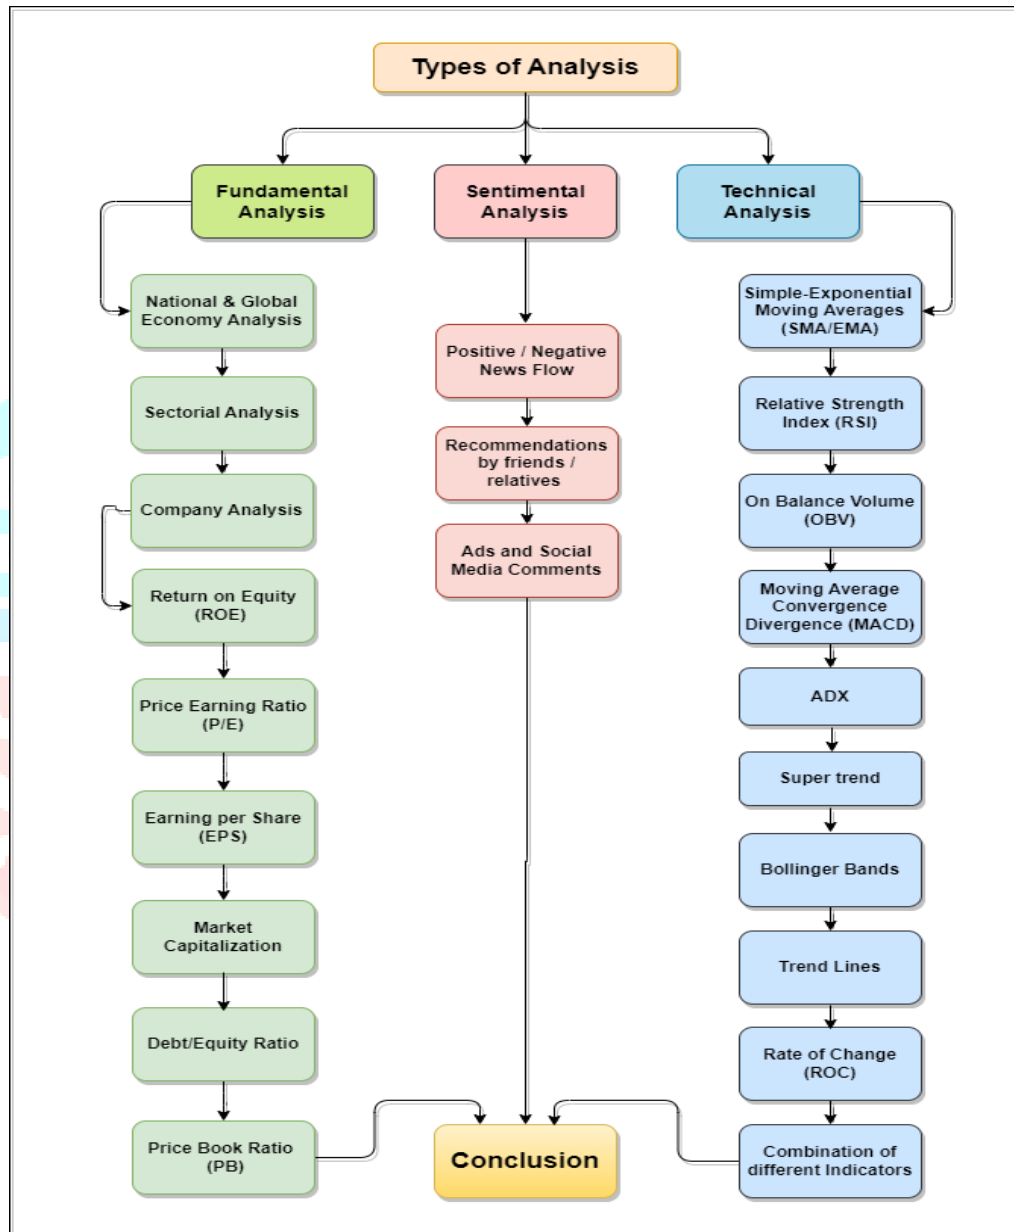 Types of Analysis
Fundamental
Analysis
National & Global
Economy Analysis
Sectorial Analysis
Company Analysis
Return on Equity
(ROE)
Price Earning Ratio
(P/E)
Earning per Share
(EPS)
Market
Capitalization
Debt/Equity Ratio
Price Book Ratio
(PB)
Sentimental
Analysis
Positive / Negative
News Flow
Recommendations
by friends /
relatives
Ads and Social
Media Comments
Technical
Analysis
Simple-Exponential
Moving Averages
(SMA/EMA)
Relative Strength
Index (RSI)
On Balance Volume
(OBV)
Moving Average
Convergence
Divergence (MACD)
ADX
Super trend
Bollinger Bands
Trend Lines
Rate of Change
(ROC)
Combination of
different Indicators
Conclusion